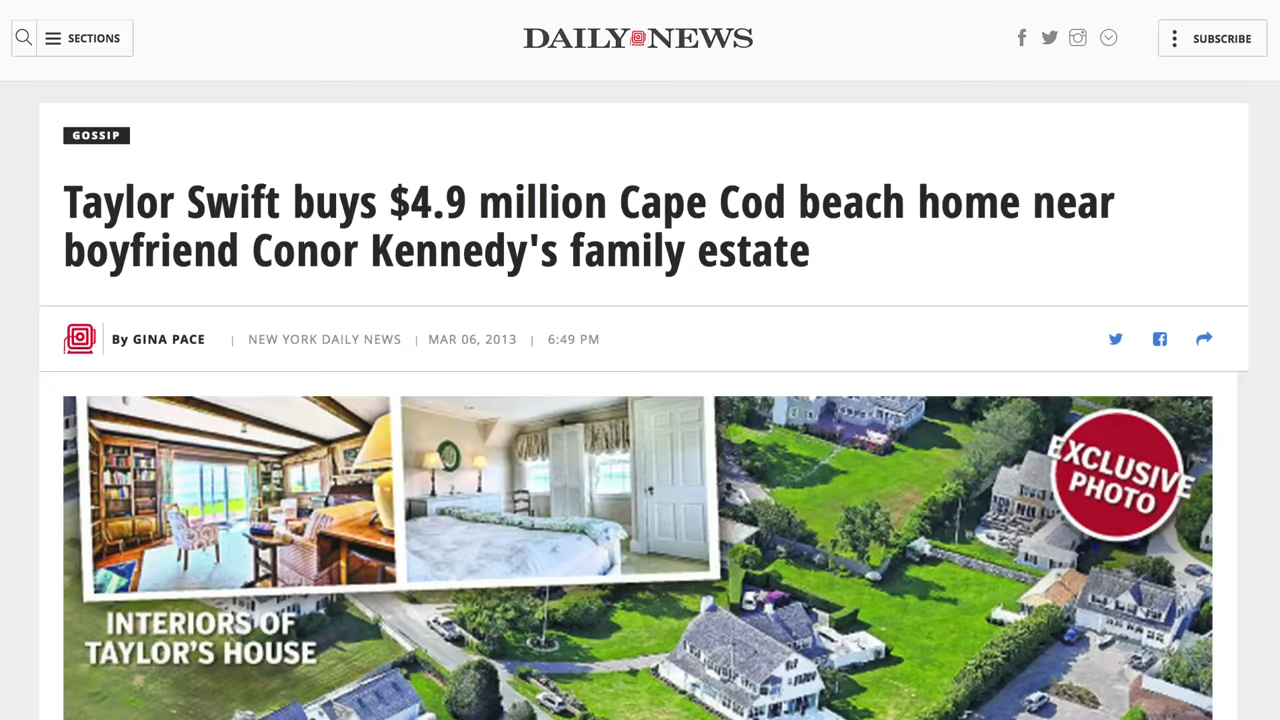 SECTIONS
DAILY NEWS
SUBSCRIBE
GOSSIP
Taylor Swift buys $4.9 million Cape Cod beach home near
boyfriend Conor Kennedy's family estate
By GINA PACE | NEW YORK DAILY NEWS | MAR 06, 2013 | 6:49 PM
EXCLUSIVE
PHOTO
INTERIORS OF
TAYLOR'S HOUSE